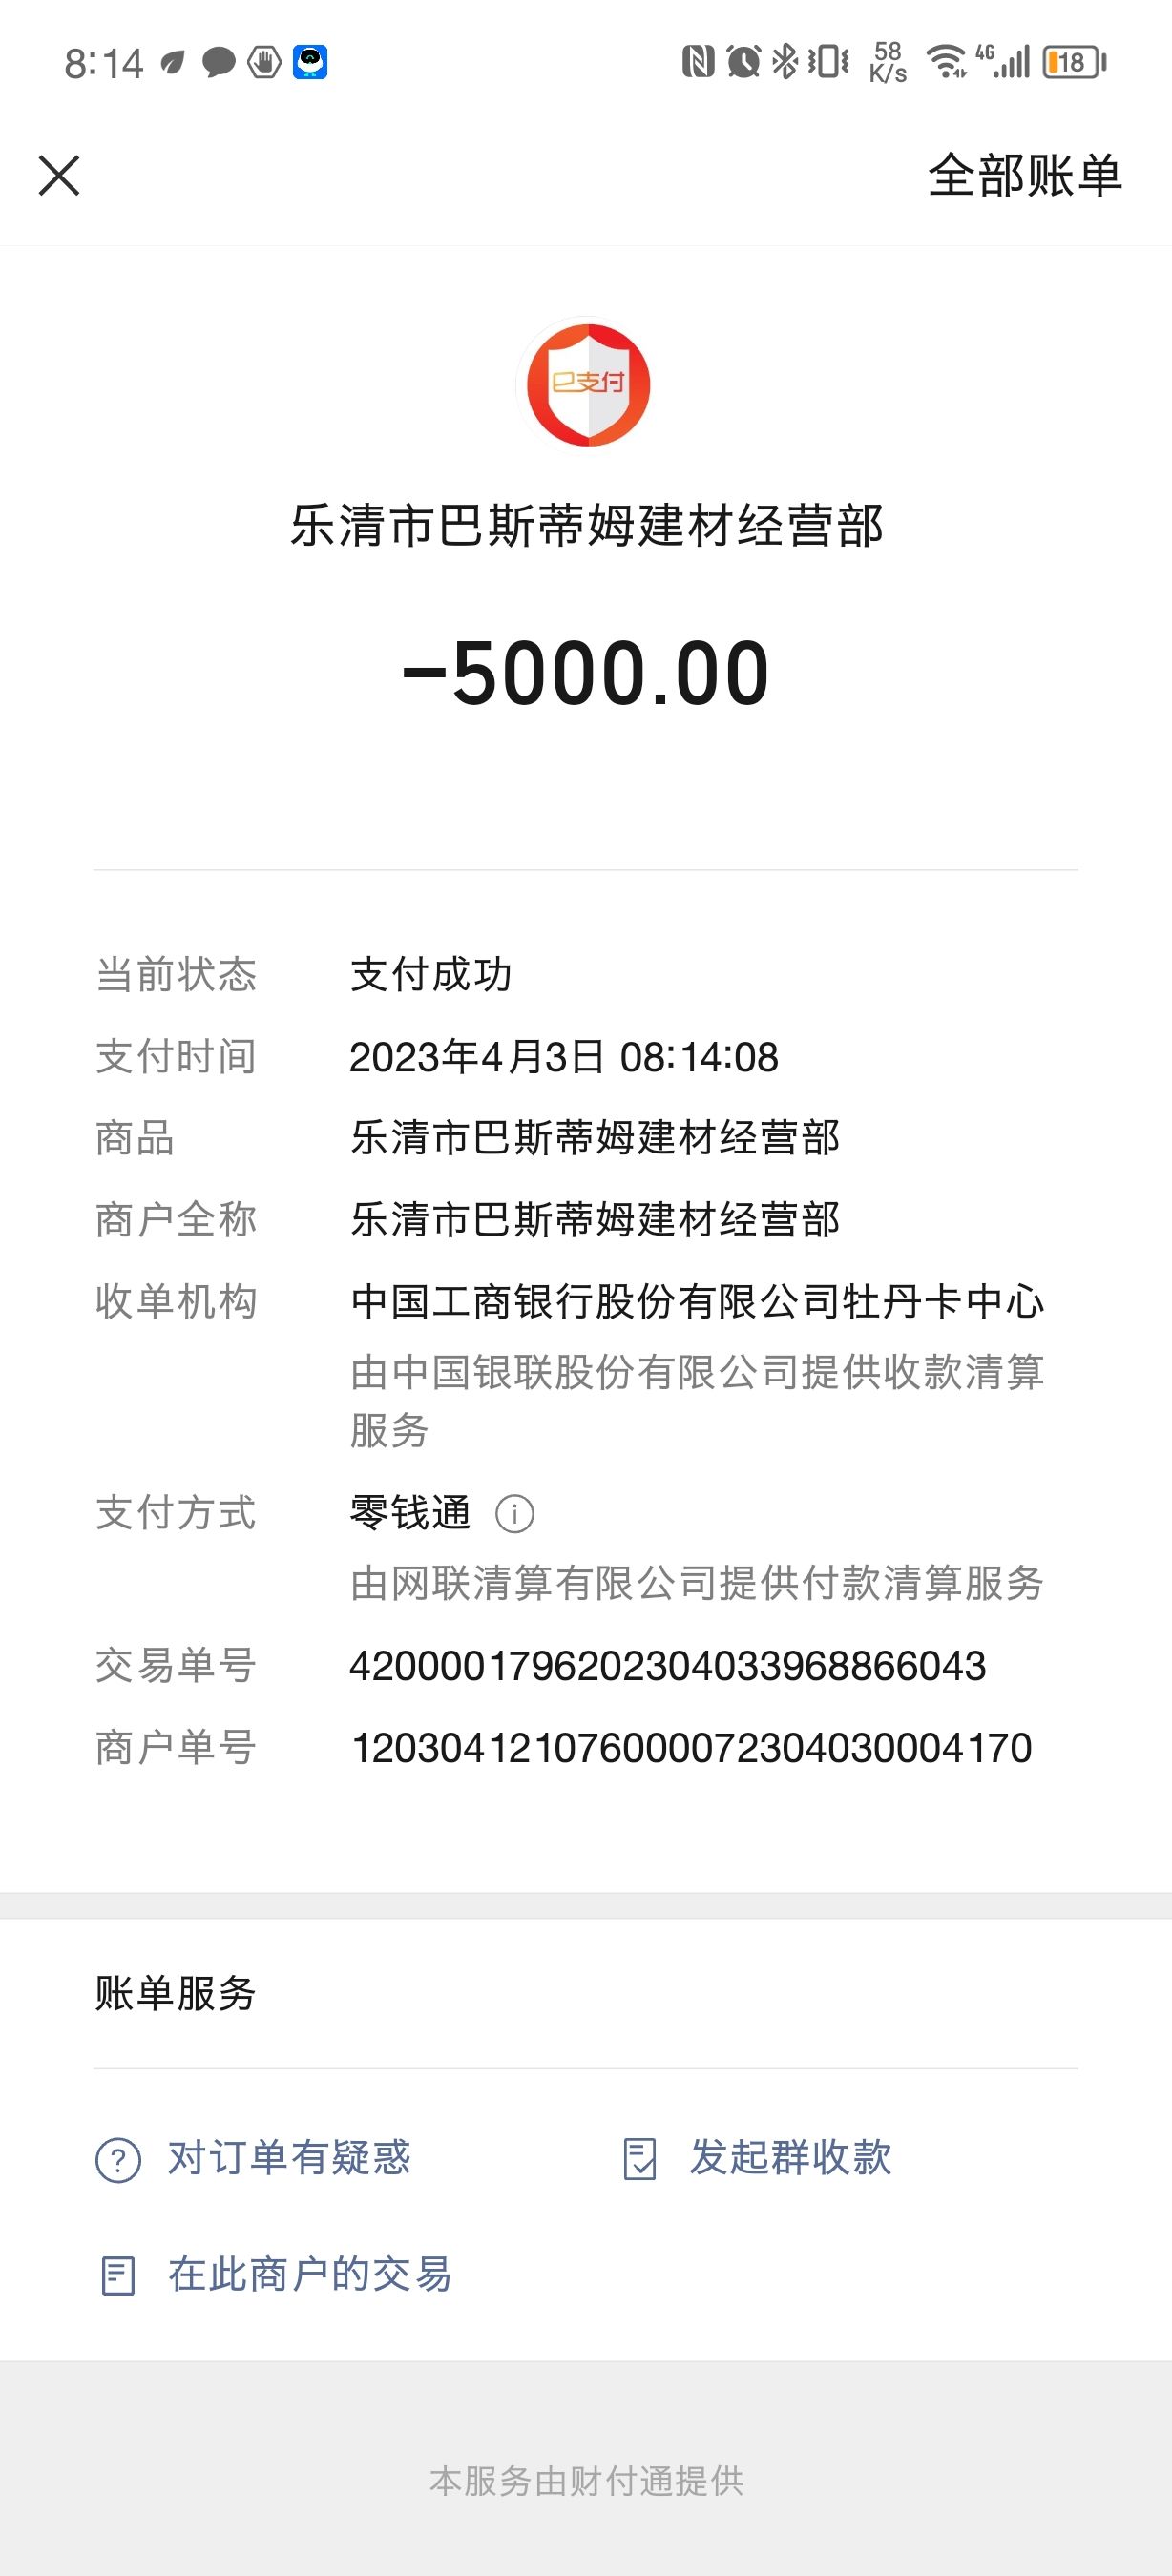 8:14
58
K/s
4G
18
全部账单
已支付
乐清市巴斯蒂姆建材经营部
-5000.00
当前状态 支付成功
支付时间 2023年4月3日 08:14:08
商品 乐清市巴斯蒂姆建材经营部
商户全称 乐清市巴斯蒂姆建材经营部
收单机构 中国工商银行股份有限公司牡丹卡中心
由中国银联股份有限公司提供收款清算
服务
支付方式 零钱通
由网联清算有限公司提供付款清算服务
交易单号 4200001796202304033968866043
商户单号 120304121076000072304030004170
账单服务
对订单有疑惑 发起群收款
在此商户的交易
本服务由财付通提供